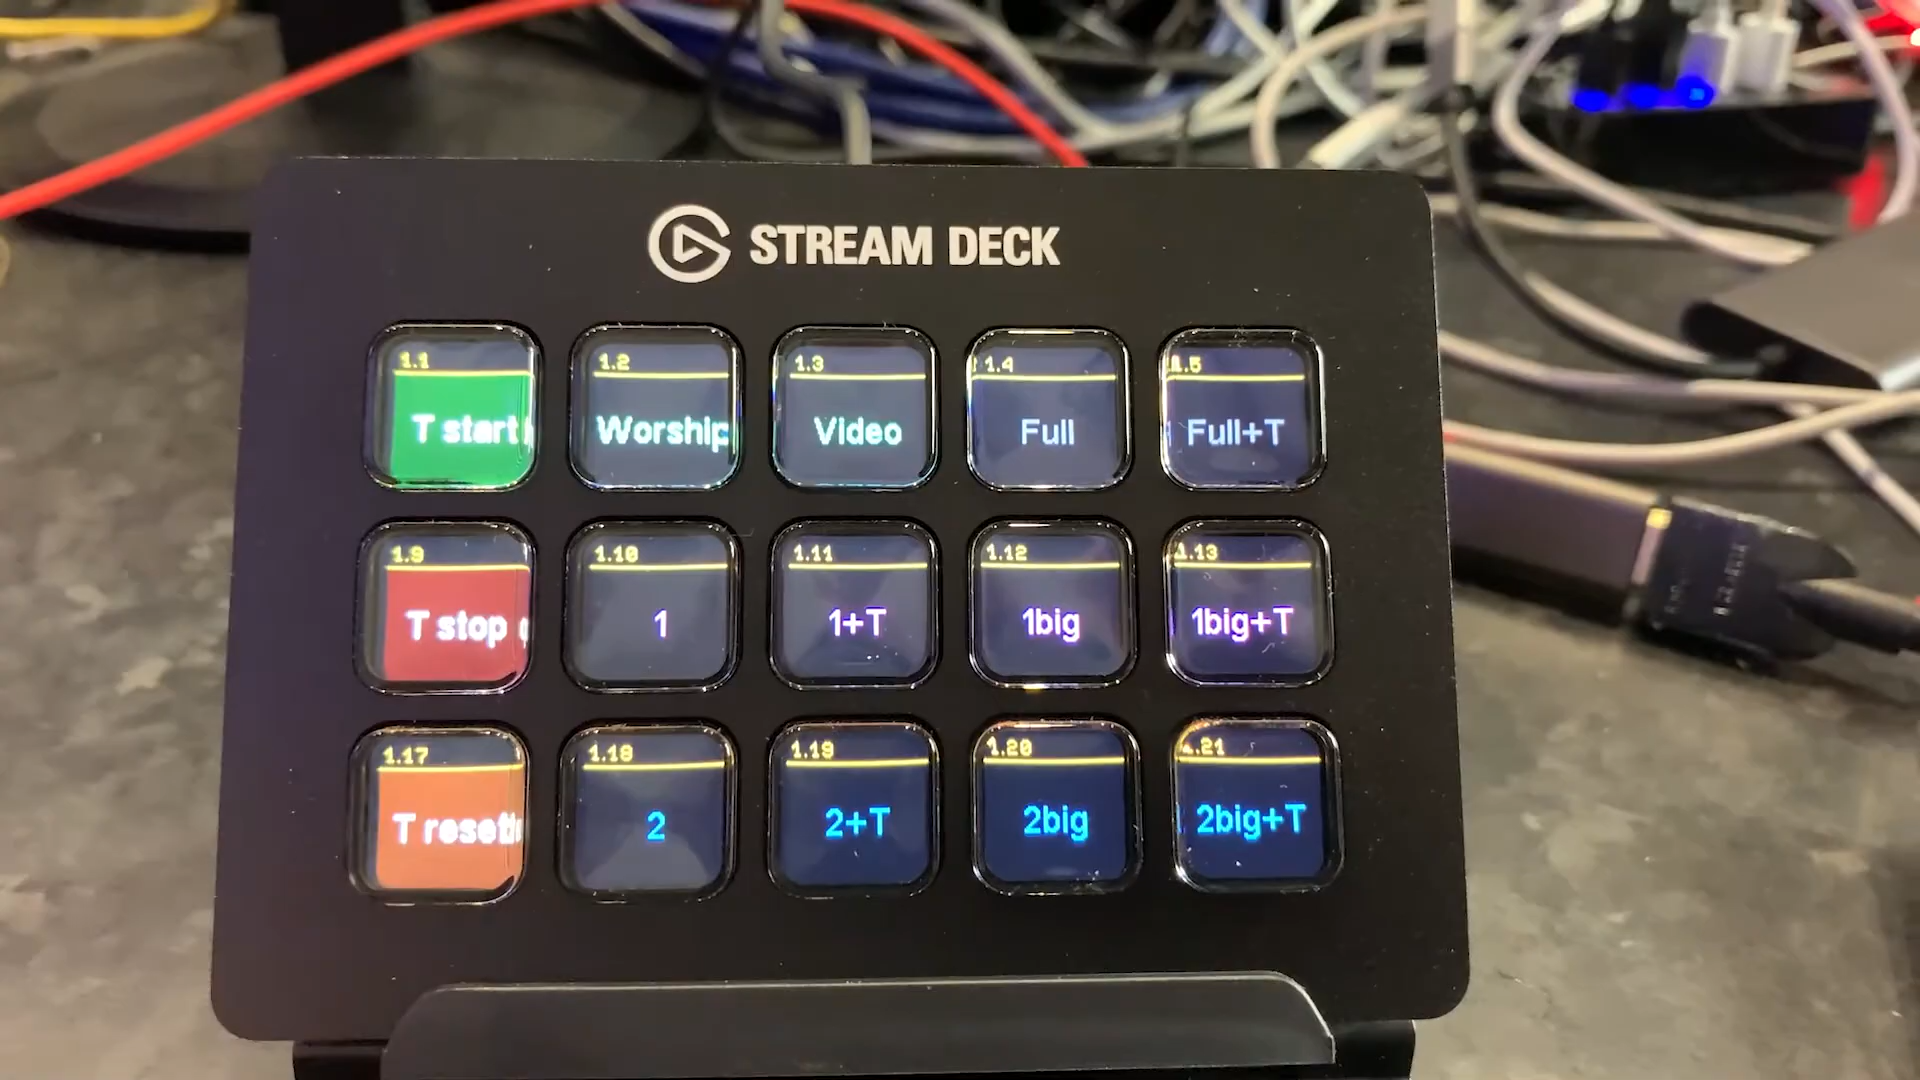 STREAM DECK
1.1 1.2 1.3 1.4 1.5
T start Worship Video Full Full+T
1.9 1.10 1.11 1.12 1.13
T stop 1 1+T 1big 1big+T
1.17 1.18 1.19 1.20 1.21
T reset 2 2+T 2big 2big+T